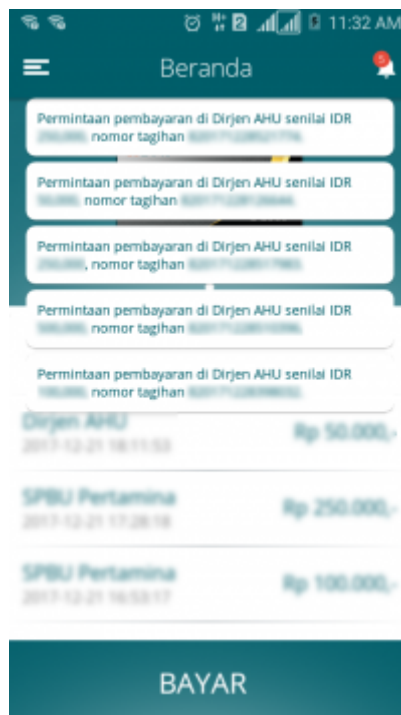 11:32 AM
Beranda
5
Permintaan pembayaran di Dirjen AHU senilai IDR
nomor tagihan
Permintaan pembayaran di Dirjen AHU senilai IDR
nomor tagihan
Permintaan pembayaran di Dirjen AHU senilai IDR
, nomor tagihan
Permintaan pembayaran di Dirjen AHU senilai IDR
nomor tagihan
Permintaan pembayaran di Dirjen AHU senilai IDR
nomor tagihan
Dirjen AHU
Rp 50.000,-
2017-12-21 18:11:53
SPBU Pertamina
Rp 250.000,-
2017-12-21 17:28:18
SPBU Pertamina
Rp 100.000,-
2017-12-21 16:53:17
BAYAR